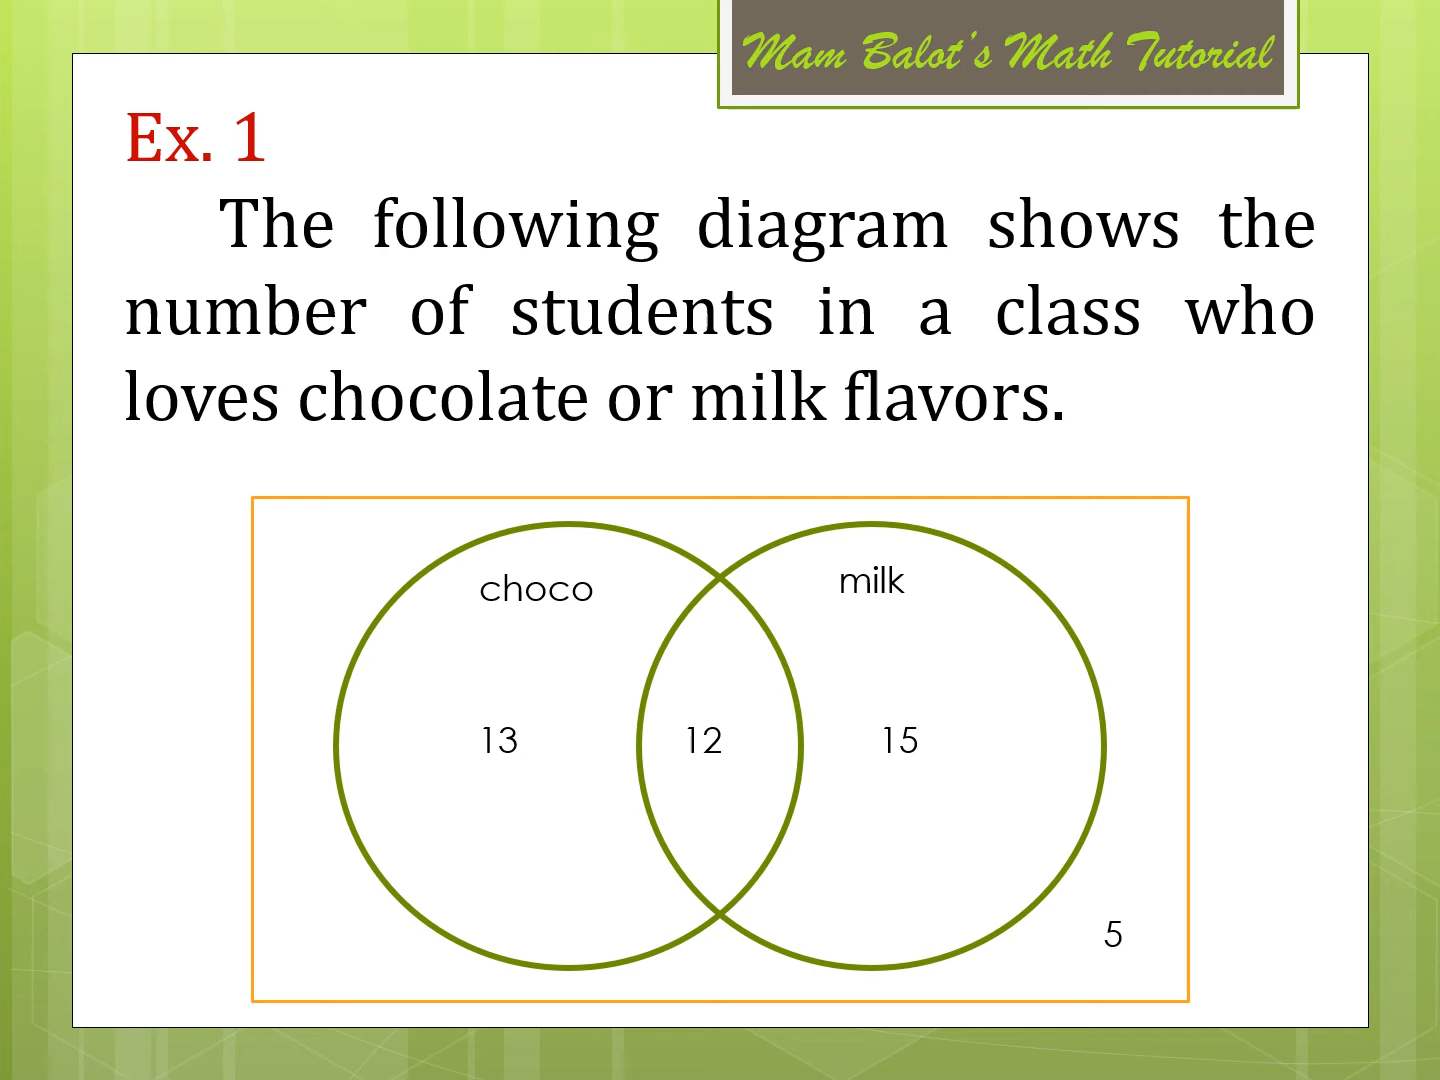 Mam Balot's Math Tutorial
Ex. 1
The following diagram shows the
number of students in a class who
loves chocolate or milk flavors.
choco
milk
13
12
15
5